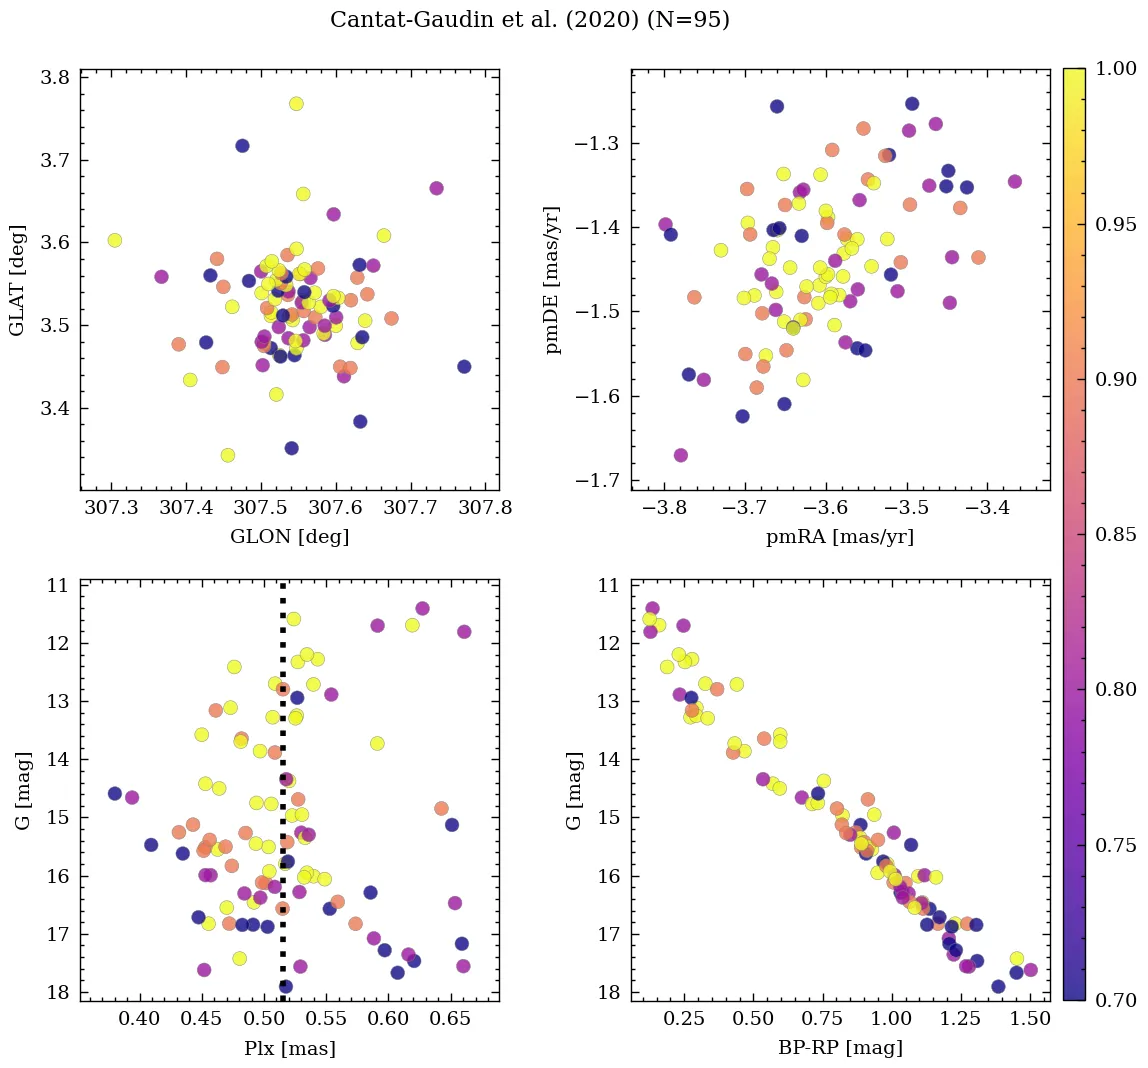 Cantat-Gaudin et al. (2020) (N=95)
3.8
3.7
3.6
3.5
3.4
GLAT [deg]
307.3 307.4 307.5 307.6 307.7 307.8
GLON [deg]
−1.3
−1.4
−1.5
−1.6
−1.7
pmDE [mas/yr]
−3.8 −3.7 −3.6 −3.5 −3.4
pmRA [mas/yr]
1.00
0.95
0.90
0.85
0.80
0.75
0.70
11
12
13
14
15
16
17
18
G [mag]
0.40 0.45 0.50 0.55 0.60 0.65
Plx [mas]
11
12
13
14
15
16
17
18
G [mag]
0.25 0.50 0.75 1.00 1.25 1.50
BP-RP [mag]